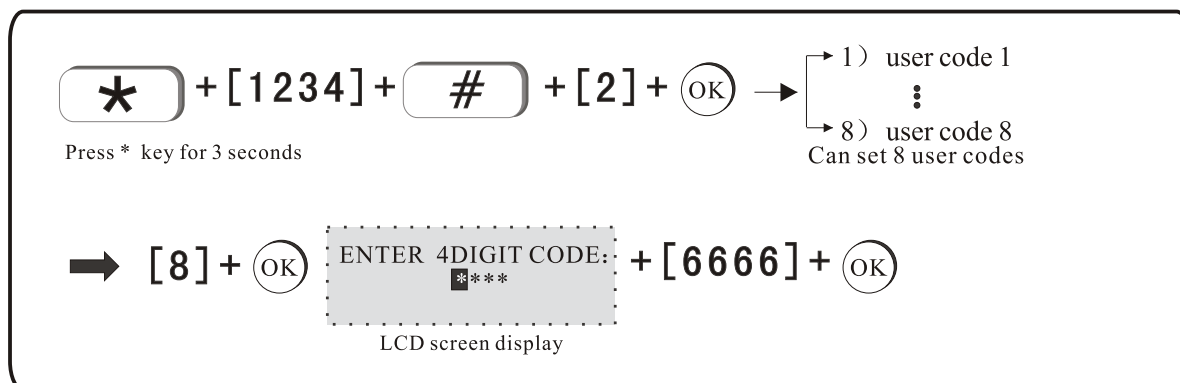 * +[1234]+ # +[2]+ OK
1） user code 1
8） user code 8
Can set 8 user codes
Press * key for 3 seconds
[8]+ OK
ENTER 4DIGIT CODE:
****
+[6666]+ OK
LCD screen display